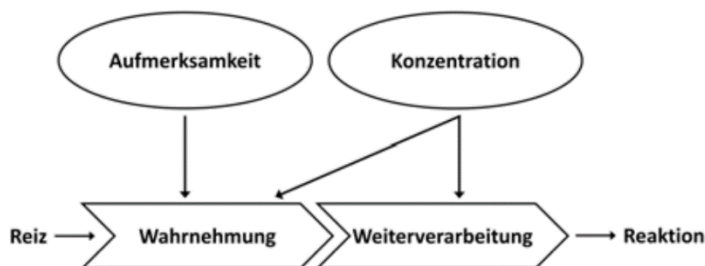 Aufmerksamkeit
Konzentration
Reiz
Wahrnehmung
Weiterverarbeitung
Reaktion